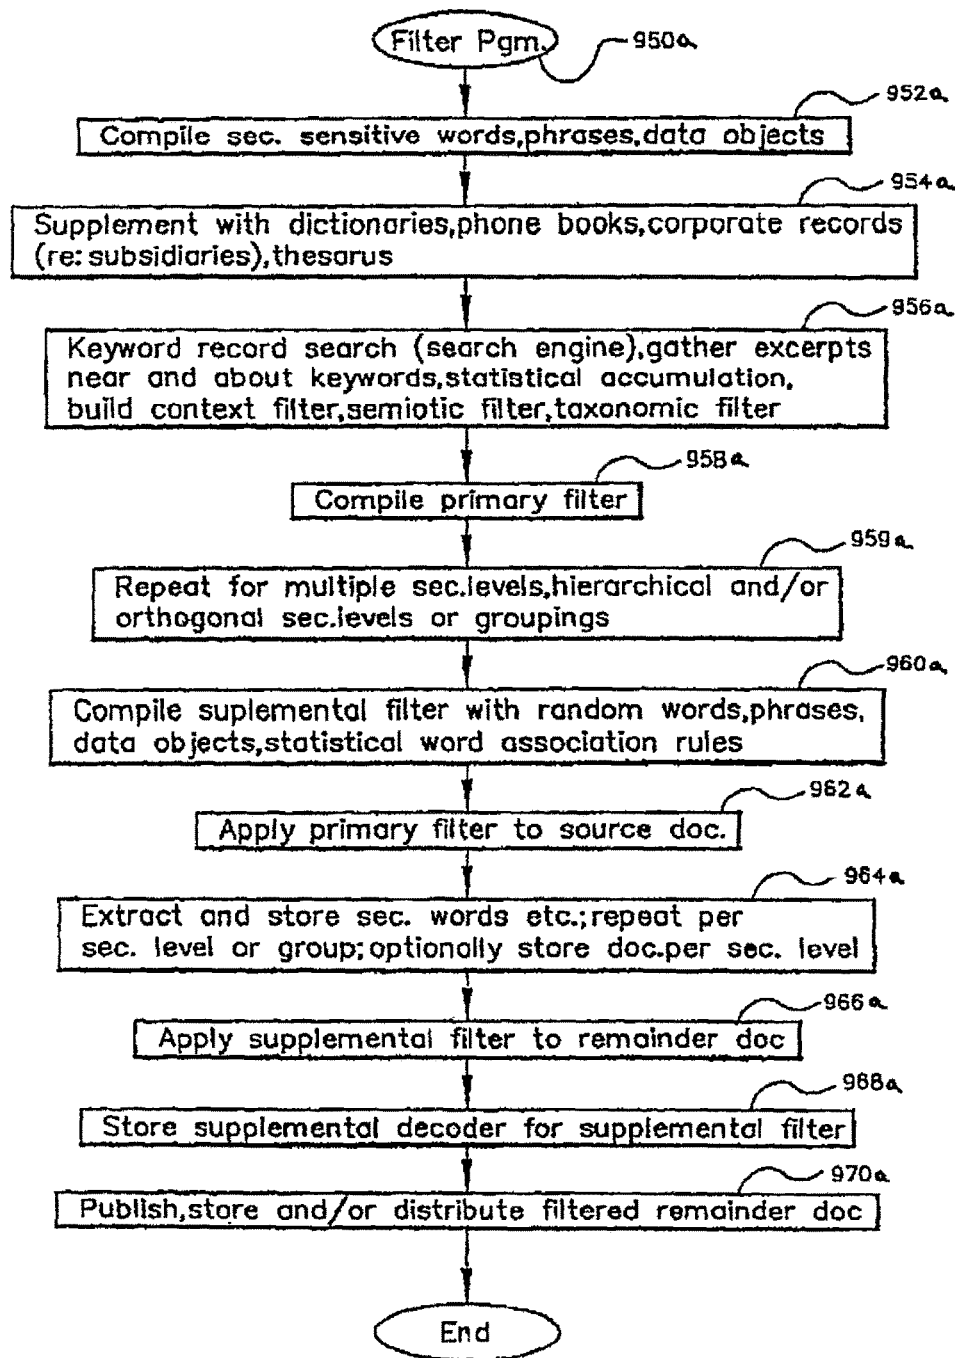 Filter Pgm.
950a
952a
Compile sec. sensitive words,phrases,data objects
954a
Supplement with dictionaries,phone books,corporate records
(re: subsidiaries),thesarus
956a
Keyword record search (search engine),gather excerpts
near and about keywords,statistical accumulation,
build context filter,semiotic filter,taxonomic filter
958a
Compile primary filter
959a
Repeat for multiple sec.levels,hierarchical and/or
orthogonal sec.levels or groupings
960a
Compile suplemental filter with random words,phrases,
data objects,statistical word association rules
962a
Apply primary filter to source doc.
964a
Extract and store sec. words etc.;repeat per
sec. level or group;optionally store doc.per sec. level
966a
Apply supplemental filter to remainder doc
968a
Store supplemental decoder for supplemental filter
970a
Publish,store and/or distribute filtered remainder doc
End